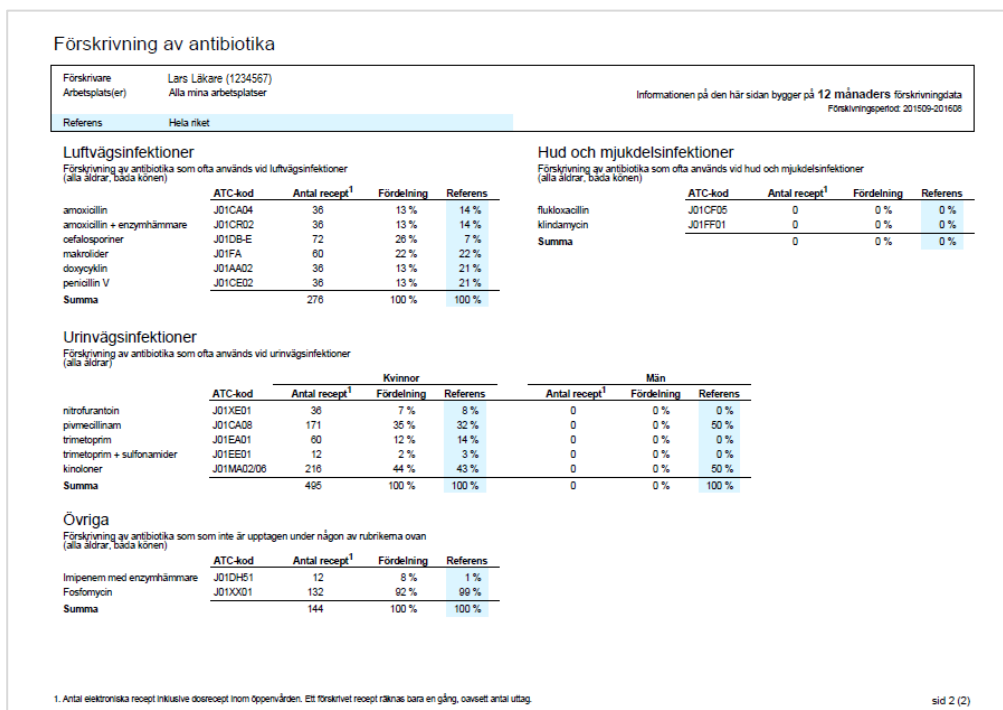 Förskrivning av antibiotika
Förskrivare Lars Läkare (1234567)
Arbetsplats(er) Alla mina arbetsplatser
Informationen på den här sidan bygger på 12 månaders förskrivningdata
Förskivningsperiod: 201509-201608
Referens Hela riket
Luftvägsinfektioner
Förskrivning av antibiotika som ofta används vid luftvägsinfektioner
(alla åldrar, båda könen)
ATC-kod Antal recept1 Fördelning Referens
amoxicillin J01CA04 36 13 % 14 %
amoxicillin + enzymhämmare J01CR02 36 13 % 14 %
cefalosporiner J01DB-E 72 26 % 7 %
makrolider J01FA 60 22 % 22 %
doxycyklin J01AA02 36 13 % 21 %
penicillin V J01CE02 36 13 % 21 %
Summa 276 100 % 100 %
Hud och mjukdelsinfektioner
Förskrivning av antibiotika som ofta används vid hud och mjukdelsinfektioner
(alla åldrar, båda könen)
ATC-kod Antal recept1 Fördelning Referens
flukloxacillin J01CF05 0 0 % 0 %
klindamycin J01FF01 0 0 % 0 %
Summa 0 0 % 0 %
Urinvägsinfektioner
Förskrivning av antibiotika som ofta används vid urinvägsinfektioner
(alla åldrar)
Kvinnor Män
ATC-kod Antal recept1 Fördelning Referens Antal recept1 Fördelning Referens
nitrofurantoin J01XE01 36 7 % 8 % 0 0 % 0 %
pivmecillinam J01CA08 171 35 % 32 % 0 0 % 50 %
trimetoprim J01EA01 60 12 % 14 % 0 0 % 0 %
trimetoprim + sulfonamider J01EE01 12 2 % 3 % 0 0 % 0 %
kinoloner J01MA02/06 216 44 % 43 % 0 0 % 50 %
Summa 495 100 % 100 % 0 0 % 100 %
Övriga
Förskrivning av antibiotika som som inte är upptagen under någon av rubrikerna ovan
(alla åldrar, båda könen)
ATC-kod Antal recept1 Fördelning Referens
Imipenem med enzymhämmare J01DH51 12 8 % 1 %
Fosfomycin J01XX01 132 92 % 99 %
Summa 144 100 % 100 %
1. Antal elektroniska recept inklusive dosrecept inom öppenvården. Ett förskrivet recept räknas bara en gång, oavsett antal uttag.
sid 2 (2)